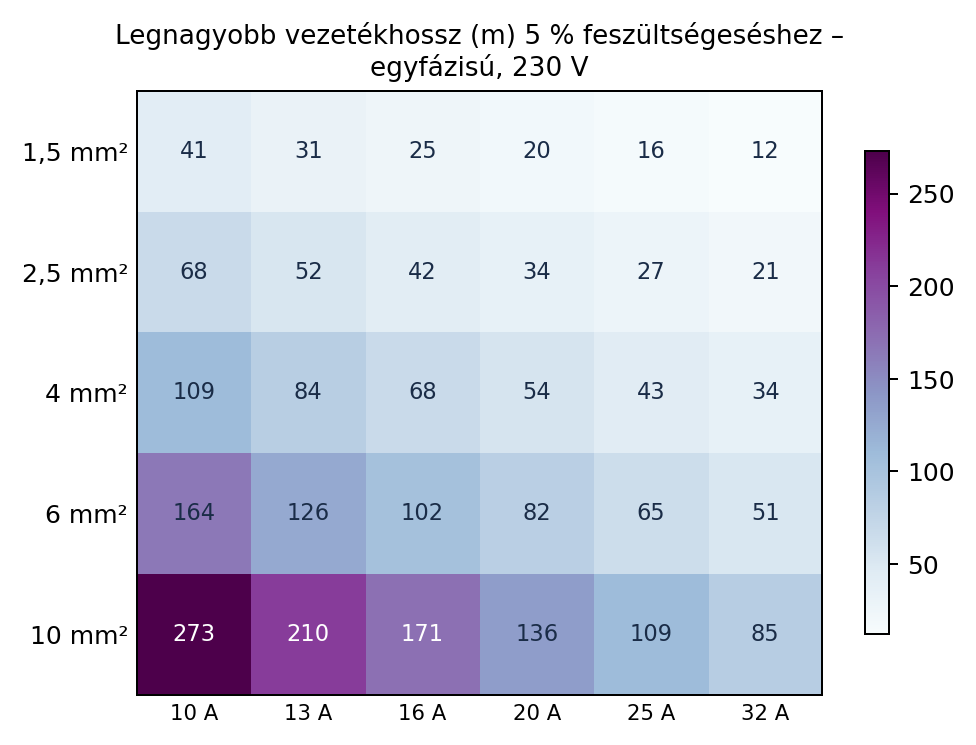 Legnagyobb vezetékhossz (m) 5 % feszültségeséshez –
egyfázisú, 230 V
1,5 mm² 41 31 25 20 16 12
2,5 mm² 68 52 42 34 27 21
4 mm² 109 84 68 54 43 34
6 mm² 164 126 102 82 65 51
10 mm² 273 210 171 136 109 85
10 A 13 A 16 A 20 A 25 A 32 A
250
200
150
100
50